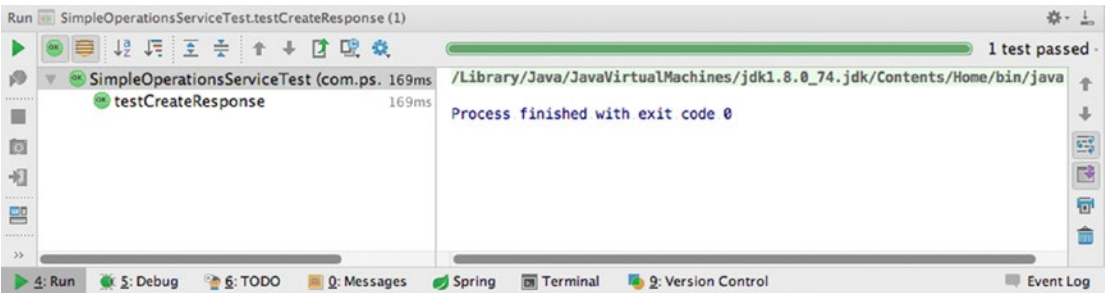 Run SimpleOperationsServiceTest.testCreateResponse (1)
1 test passed -
SimpleOperationsServiceTest (com.ps. 169ms
testCreateResponse 169ms
/Library/Java/JavaVirtualMachines/jdk1.8.0_74.jdk/Contents/Home/bin/java
Process finished with exit code 0
4: Run 5: Debug 6: TODO 0: Messages Spring Terminal 9: Version Control Event Log